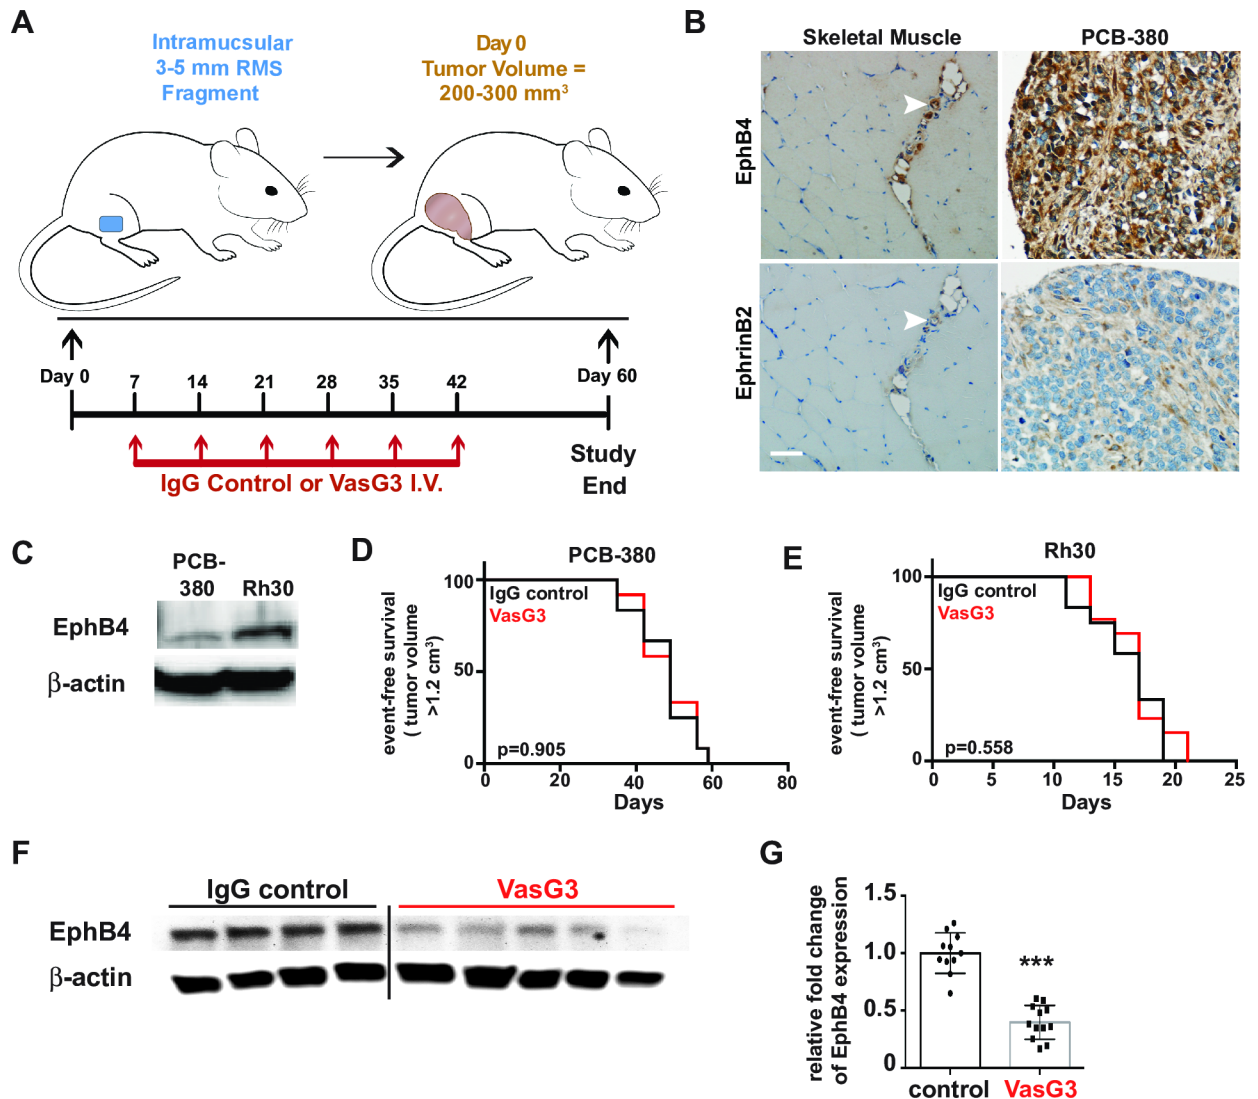 A
Intramucsular
3-5 mm RMS
Fragment
Day 0
Tumor Volume =
200-300 mm³
Day 0
7
14
21
28
35
42
Day 60
IgG Control or VasG3 I.V.
Study
End
B
Skeletal Muscle
PCB-380
EphB4
EphrinB2
C
PCB-
380
Rh30
EphB4
β-actin
D
PCB-380
event-free survival
( tumor volume
>1.2 cm³)
100
50
0
IgG control
VasG3
p=0.905
0
20
40
60
80
Days
E
Rh30
event-free survival
( tumor volume
>1.2 cm³)
100
50
0
IgG control
VasG3
p=0.558
0
5
10
15
20
25
Days
F
IgG control
VasG3
EphB4
β-actin
G
relative fold change
of EphB4 expression
1.5
1.0
0.5
0
***
control
VasG3